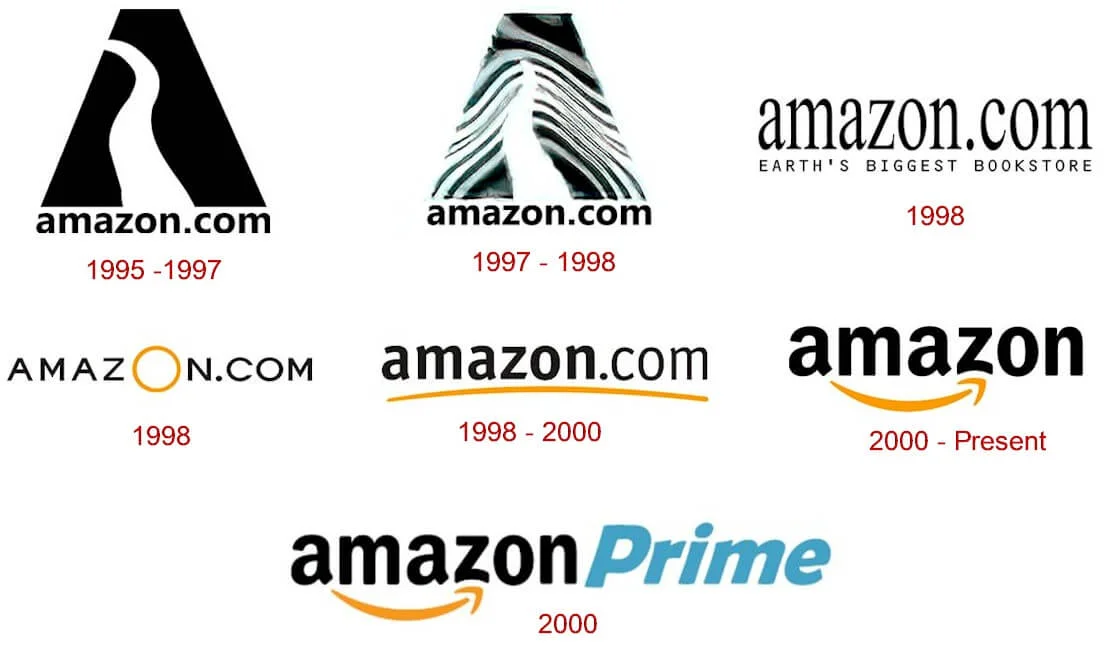 amazon.com
1995 -1997
amazon.com
1997 - 1998
amazon.com
EARTH'S BIGGEST BOOKSTORE
1998
AMAZON.COM
1998
amazon.com
1998 - 2000
amazon
2000 - Present
amazon Prime
2000